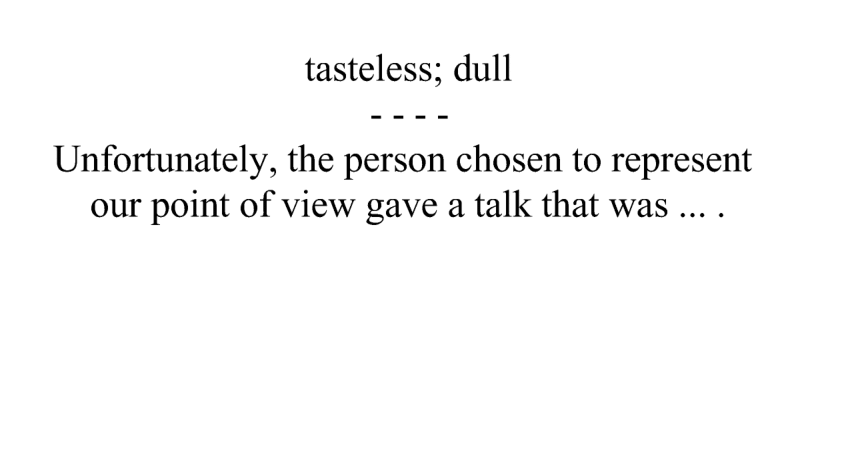 tasteless; dull
- - - -
Unfortunately, the person chosen to represent
our point of view gave a talk that was ... .